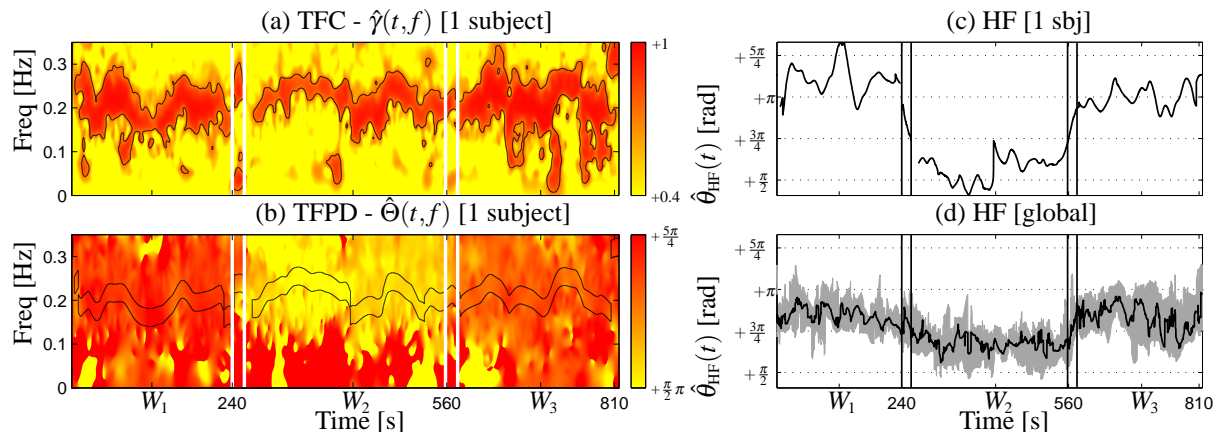 (a) TFC - γ̂(t,f) [1 subject]
Freq [Hz]
0.3
0.2
0.1
0
+1
+0.4
(b) TFPD - Θ̂(t,f) [1 subject]
Freq [Hz]
0.3
0.2
0.1
0
+5π/4
+π/2 π
W1 240 W2 560 W3 810
Time [s]
(c) HF [1 sbj]
θ̂HF(t) [rad]
+5π/4
+π
+3π/4
+π/2
(d) HF [global]
θ̂HF(t) [rad]
+5π/4
+π
+3π/4
+π/2
W1 240 W2 560 W3 810
Time [s]